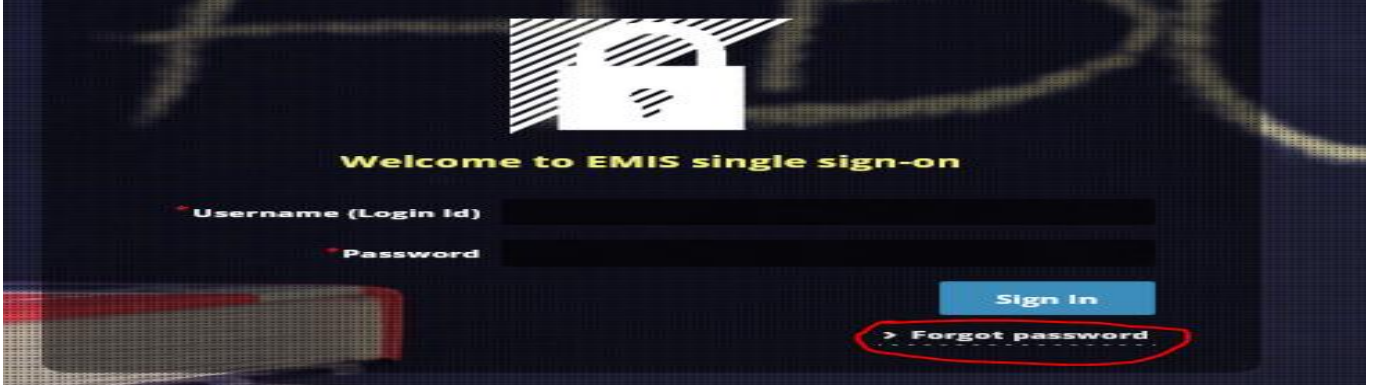 Welcome to EMIS single sign-on
*Username (Login Id)
*Password
Sign In
> Forgot password